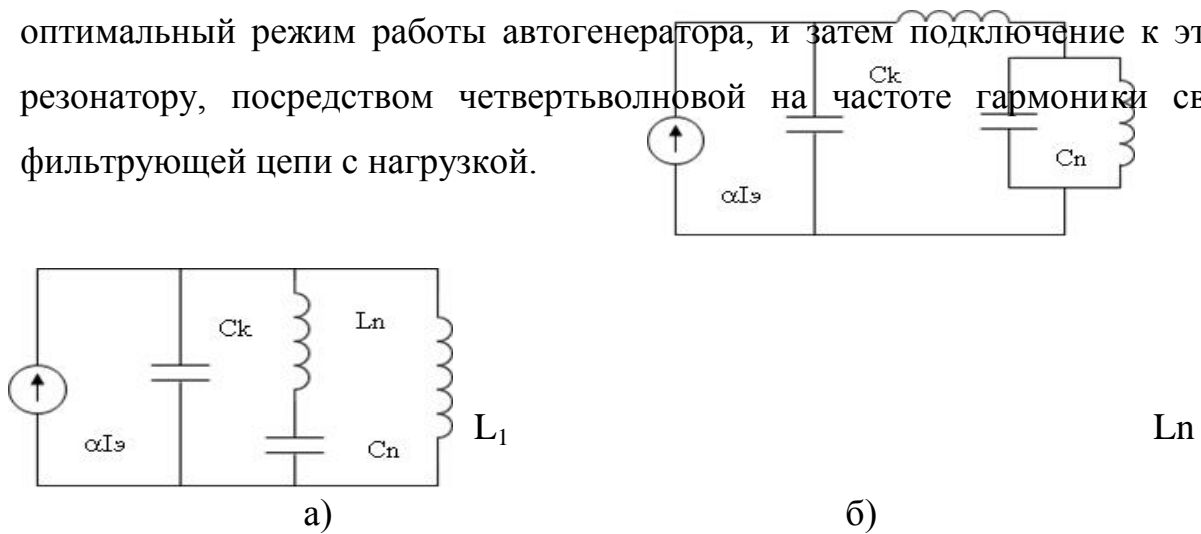 оптимальный режим работы автогенератора, и затем подключение к эт
резонатору, посредством четвертьволновой на частоте гармоники св
фильтрующей цепи с нагрузкой.
Ck
Cn
αIэ
Ck
Ln
αIэ
Cn
L1
Ln
а)
б)